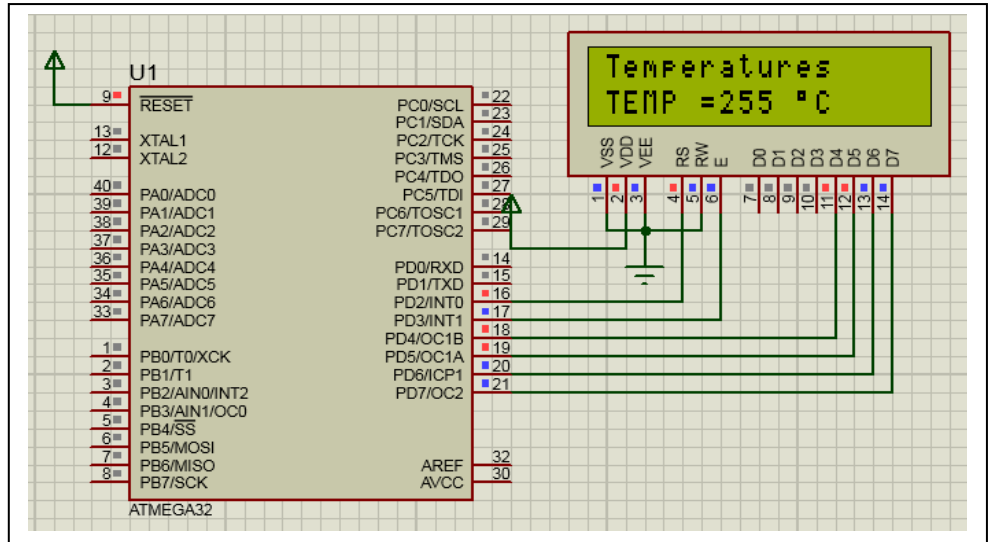 U1
9
RESET
13
XTAL1
12
XTAL2
40
PA0/ADC0
39
PA1/ADC1
38
PA2/ADC2
37
PA3/ADC3
36
PA4/ADC4
35
PA5/ADC5
34
PA6/ADC6
33
PA7/ADC7
1
PB0/T0/XCK
2
PB1/T1
3
PB2/AIN0/INT2
4
PB3/AIN1/OC0
5
PB4/SS
6
PB5/MOSI
7
PB6/MISO
8
PB7/SCK
PC0/SCL
22
PC1/SDA
23
PC2/TCK
24
PC3/TMS
25
PC4/TDO
26
PC5/TDI
27
PC6/TOSC1
28
PC7/TOSC2
29
PD0/RXD
14
PD1/TXD
15
PD2/INT0
16
PD3/INT1
17
PD4/OC1B
18
PD5/OC1A
19
PD6/ICP1
20
PD7/OC2
21
AREF
32
AVCC
30
ATMEGA32
Temperatures
TEMP =255 °C
VSS
VDD
VEE
RS
RW
E
D0
D1
D2
D3
D4
D5
D6
D7
1
2
3
4
5
6
7
8
9
10
11
12
13
14